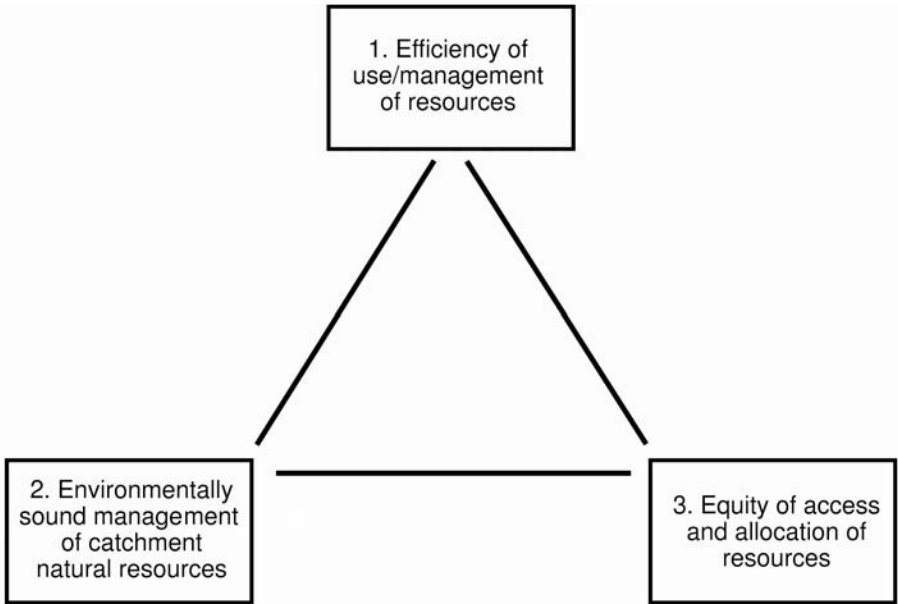 1. Efficiency of
use/management
of resources
2. Environmentally
sound management
of catchment
natural resources
3. Equity of access
and allocation of
resources